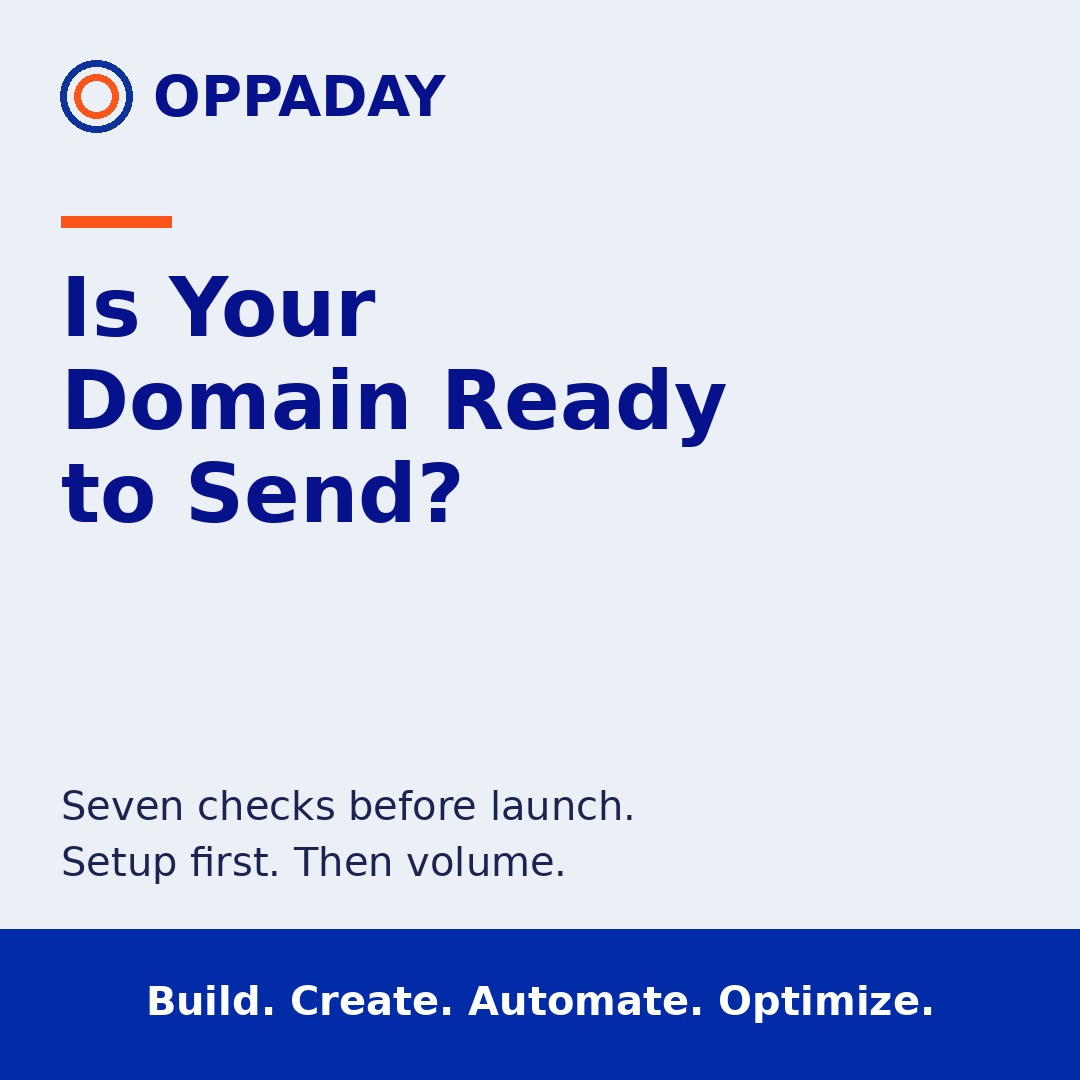 OPPADAY
Is Your
Domain Ready
to Send?
Seven checks before launch.
Setup first. Then volume.
Build. Create. Automate. Optimize.